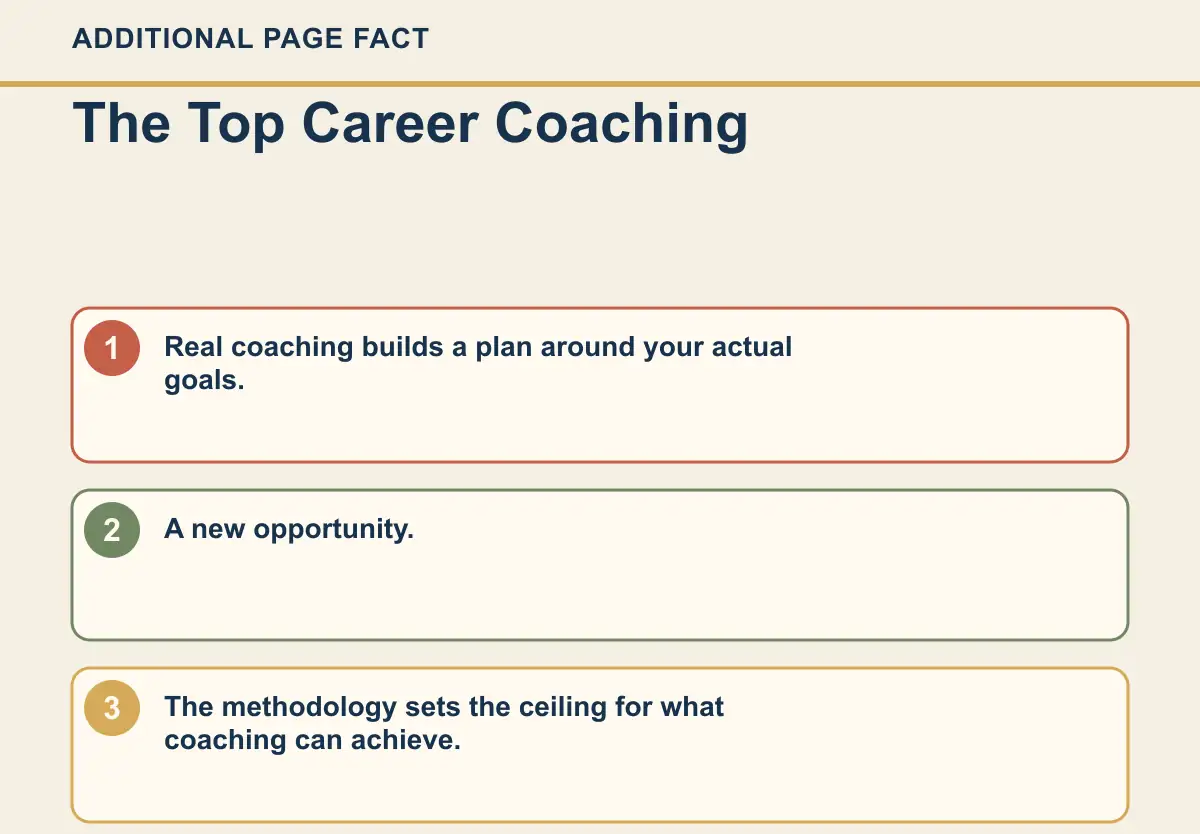 ADDITIONAL PAGE FACT
The Top Career Coaching
1
Real coaching builds a plan around your actual
goals.
2
A new opportunity.
3
The methodology sets the ceiling for what
coaching can achieve.